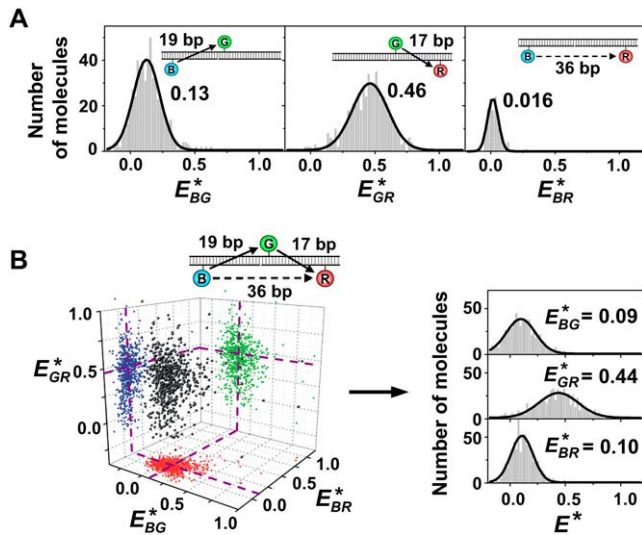 A
19 bp
G
B
0.13
Number of molecules
40
20
0
0.0 0.5 1.0
E*BG
G
17 bp
R
0.46
0.0 0.5 1.0
E*GR
B
R
36 bp
0.016
0.0 0.5 1.0
E*BR
B
19 bp
G
17 bp
B
R
36 bp
1.0
0.5
0.0
E*GR
0.0
0.5
1.0
E*BG
0.0
0.5
1.0
E*BR
Number of molecules
50
0
E*BG = 0.09
50
0
E*GR = 0.44
50
0
E*BR = 0.10
0.0 0.5 1.0
E*